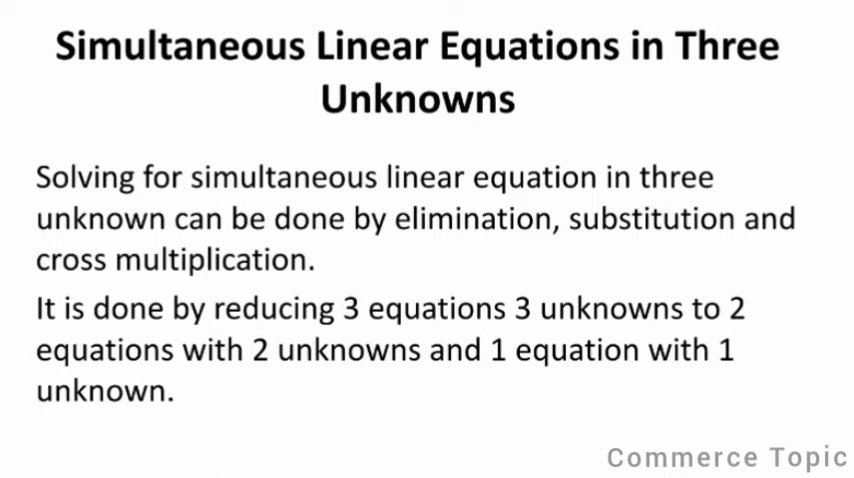 Simultaneous Linear Equations in Three
Unknowns
Solving for simultaneous linear equation in three
unknown can be done by elimination, substitution and
cross multiplication.
It is done by reducing 3 equations 3 unknowns to 2
equations with 2 unknowns and 1 equation with 1
unknown.
Commerce Topic